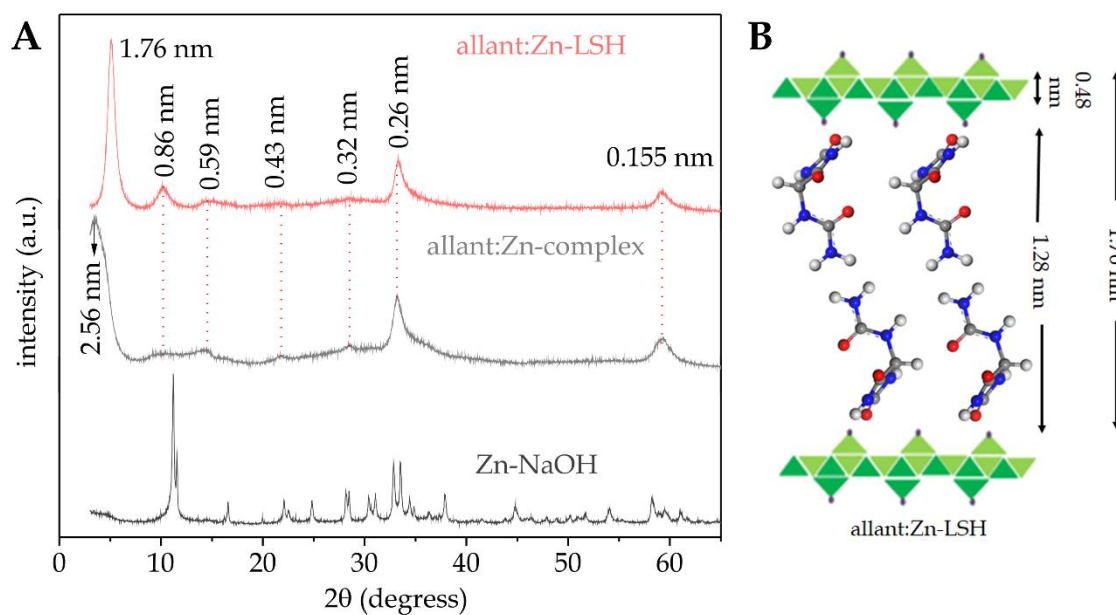 A
1.76 nm
0.86 nm
0.59 nm
0.43 nm
0.32 nm
0.26 nm
0.155 nm
allant:Zn-LSH
allant:Zn-complex
2.56 nm
Zn-NaOH
intensity (a.u.)
0
10
20
30
40
50
60
2θ (degress)
B
0.48
nm
1.28 nm
allant:Zn-LSH